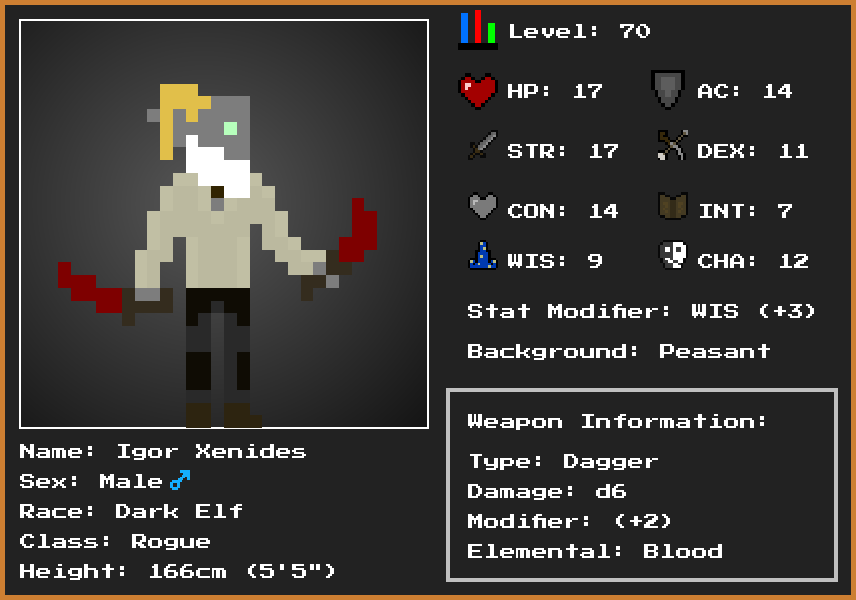 Level: 70
HP: 17
AC: 14
STR: 17
DEX: 11
CON: 14
INT: 7
WIS: 9
CHA: 12
Stat Modifier: WIS (+3)
Background: Peasant
Weapon Information:
Type: Dagger
Damage: d6
Modifier: (+2)
Elemental: Blood
Name: Igor Xenides
Sex: Male♂
Race: Dark Elf
Class: Rogue
Height: 166cm (5'5")